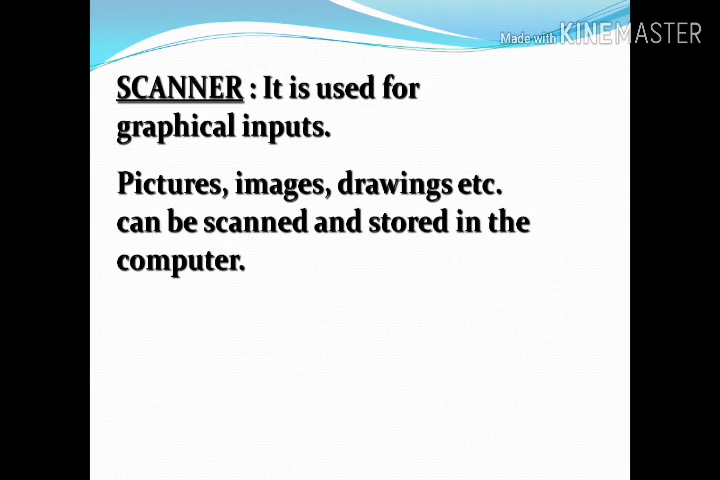 Made with KINEMASTER
SCANNER : It is used for
graphical inputs.
Pictures, images, drawings etc.
can be scanned and stored in the
computer.